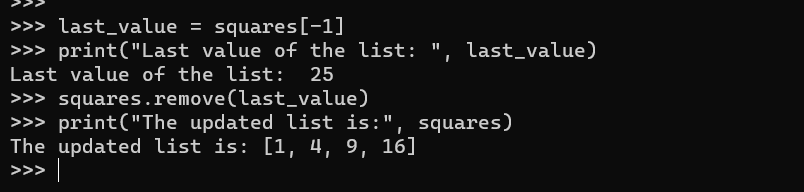 >>>
>>> last_value = squares[-1]
>>> print("Last value of the list: ", last_value)
Last value of the list:  25
>>> squares.remove(last_value)
>>> print("The updated list is:", squares)
The updated list is: [1, 4, 9, 16]
>>>